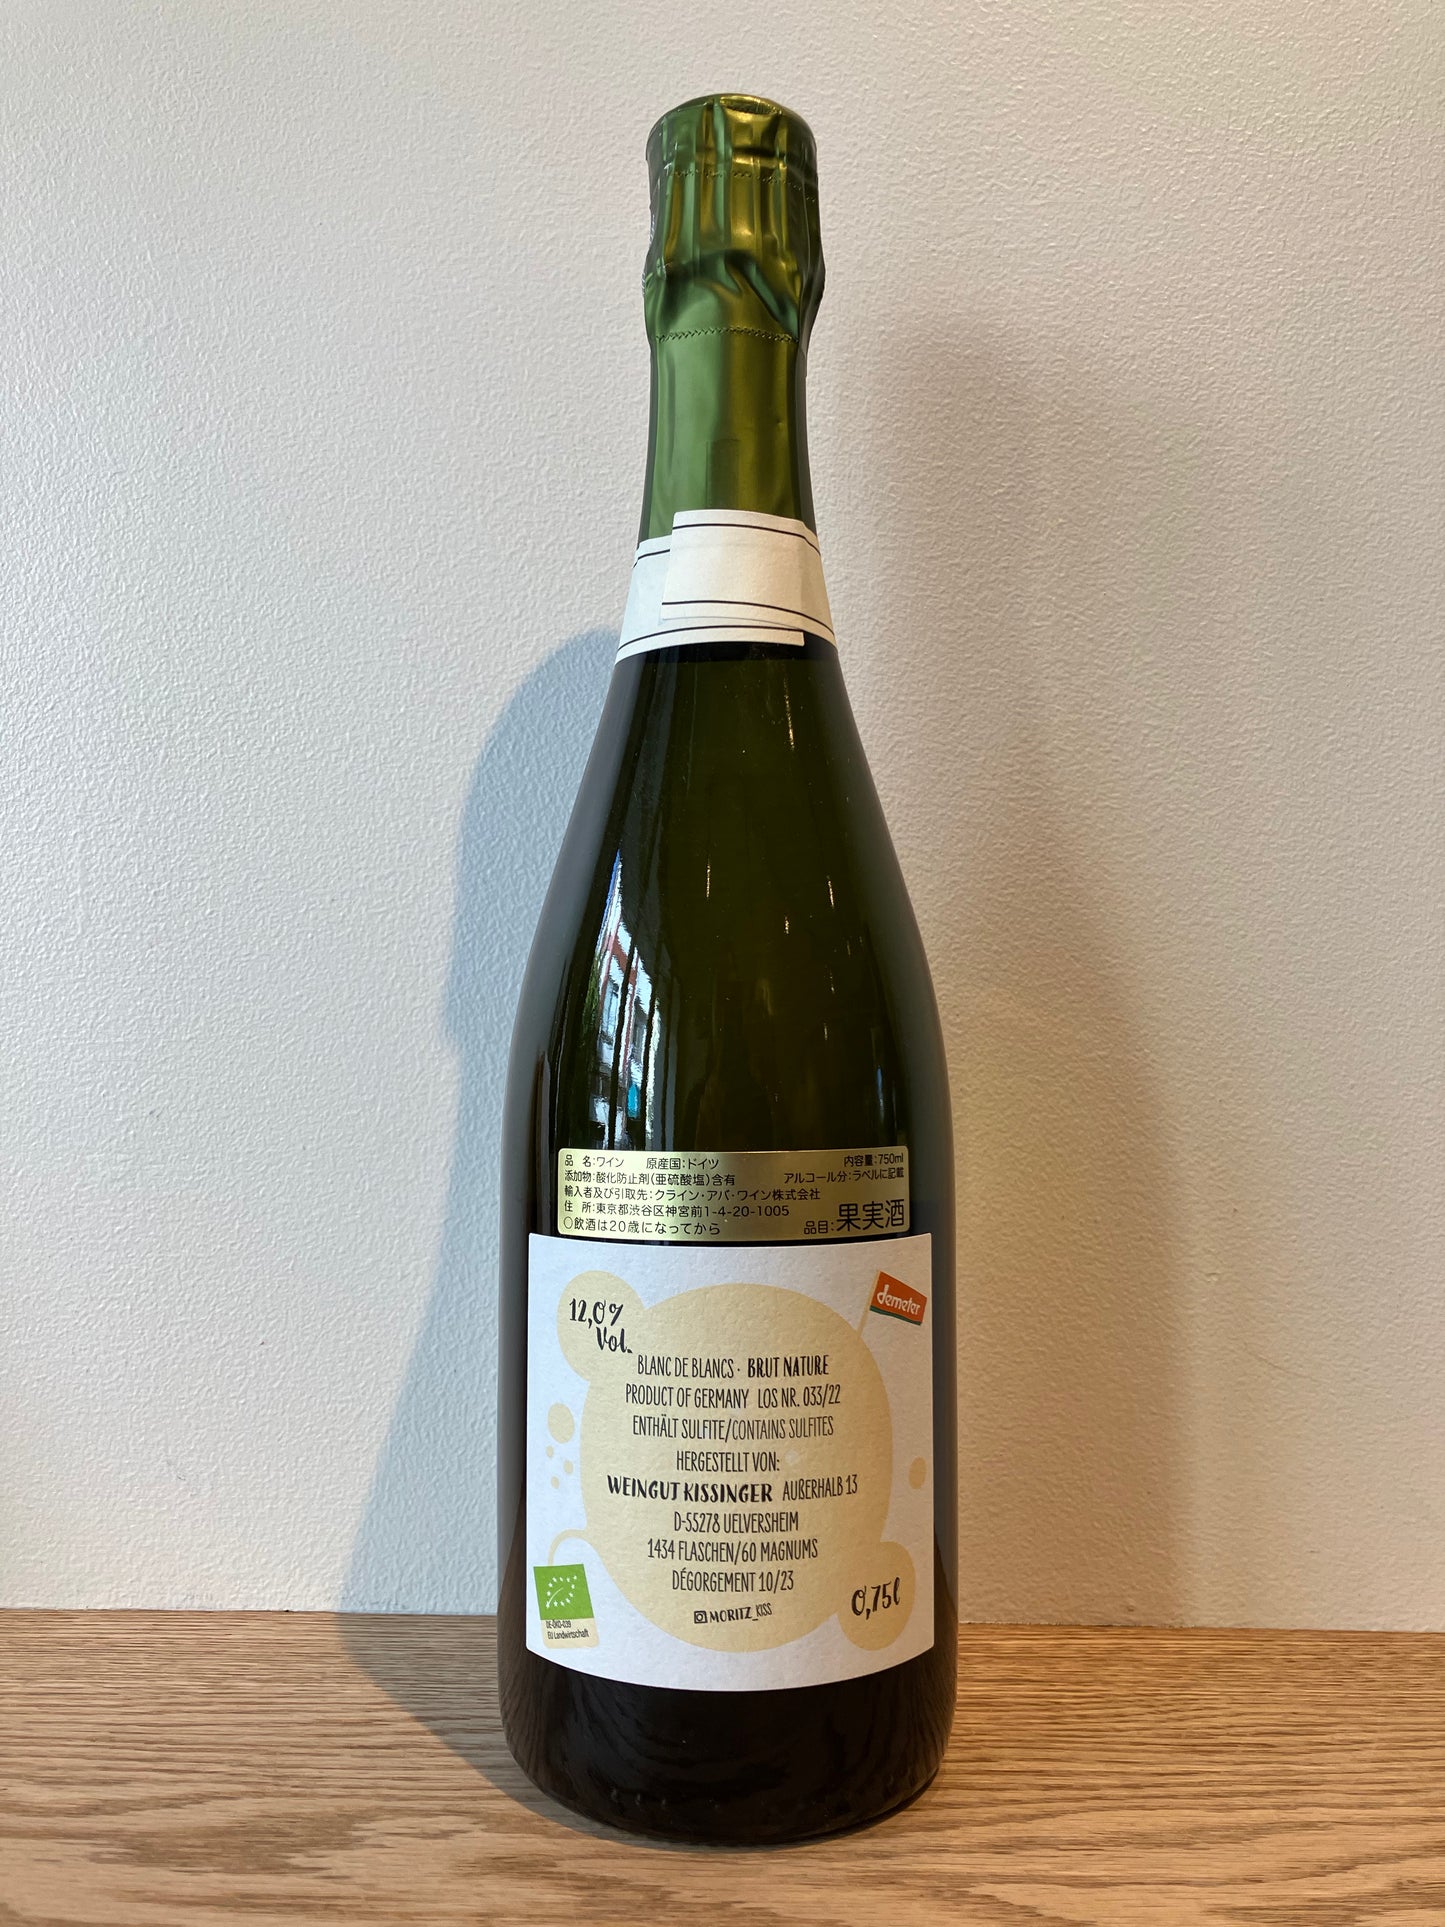 品 名:ワイン 原産国:ドイツ 内容量:750ml
添加物:酸化防止剤(亜硫酸塩)含有 アルコール分:ラベルに記載
輸入者及び引取先:クライン・アバ・ワイン株式会社
住 所:東京都渋谷区神宮前1-4-20-1005
○飲酒は20歳になってから 品目:果実酒
demeter
12,0%
Vol.
BLANC DE BLANCS · BRUT NATURE
PRODUCT OF GERMANY LOS NR. 033/22
ENTHÄLT SULFITE/CONTAINS SULFITES
HERGESTELLT VON:
WEINGUT KISSINGER AUßERHALB 13
D-55278 UELVERSHEIM
1434 FLASCHEN/60 MAGNUMS
DÉGORGEMENT 10/23
MORITZ_KISS
0,75l
DE-ÖKO-039
EU Landwirtschaft